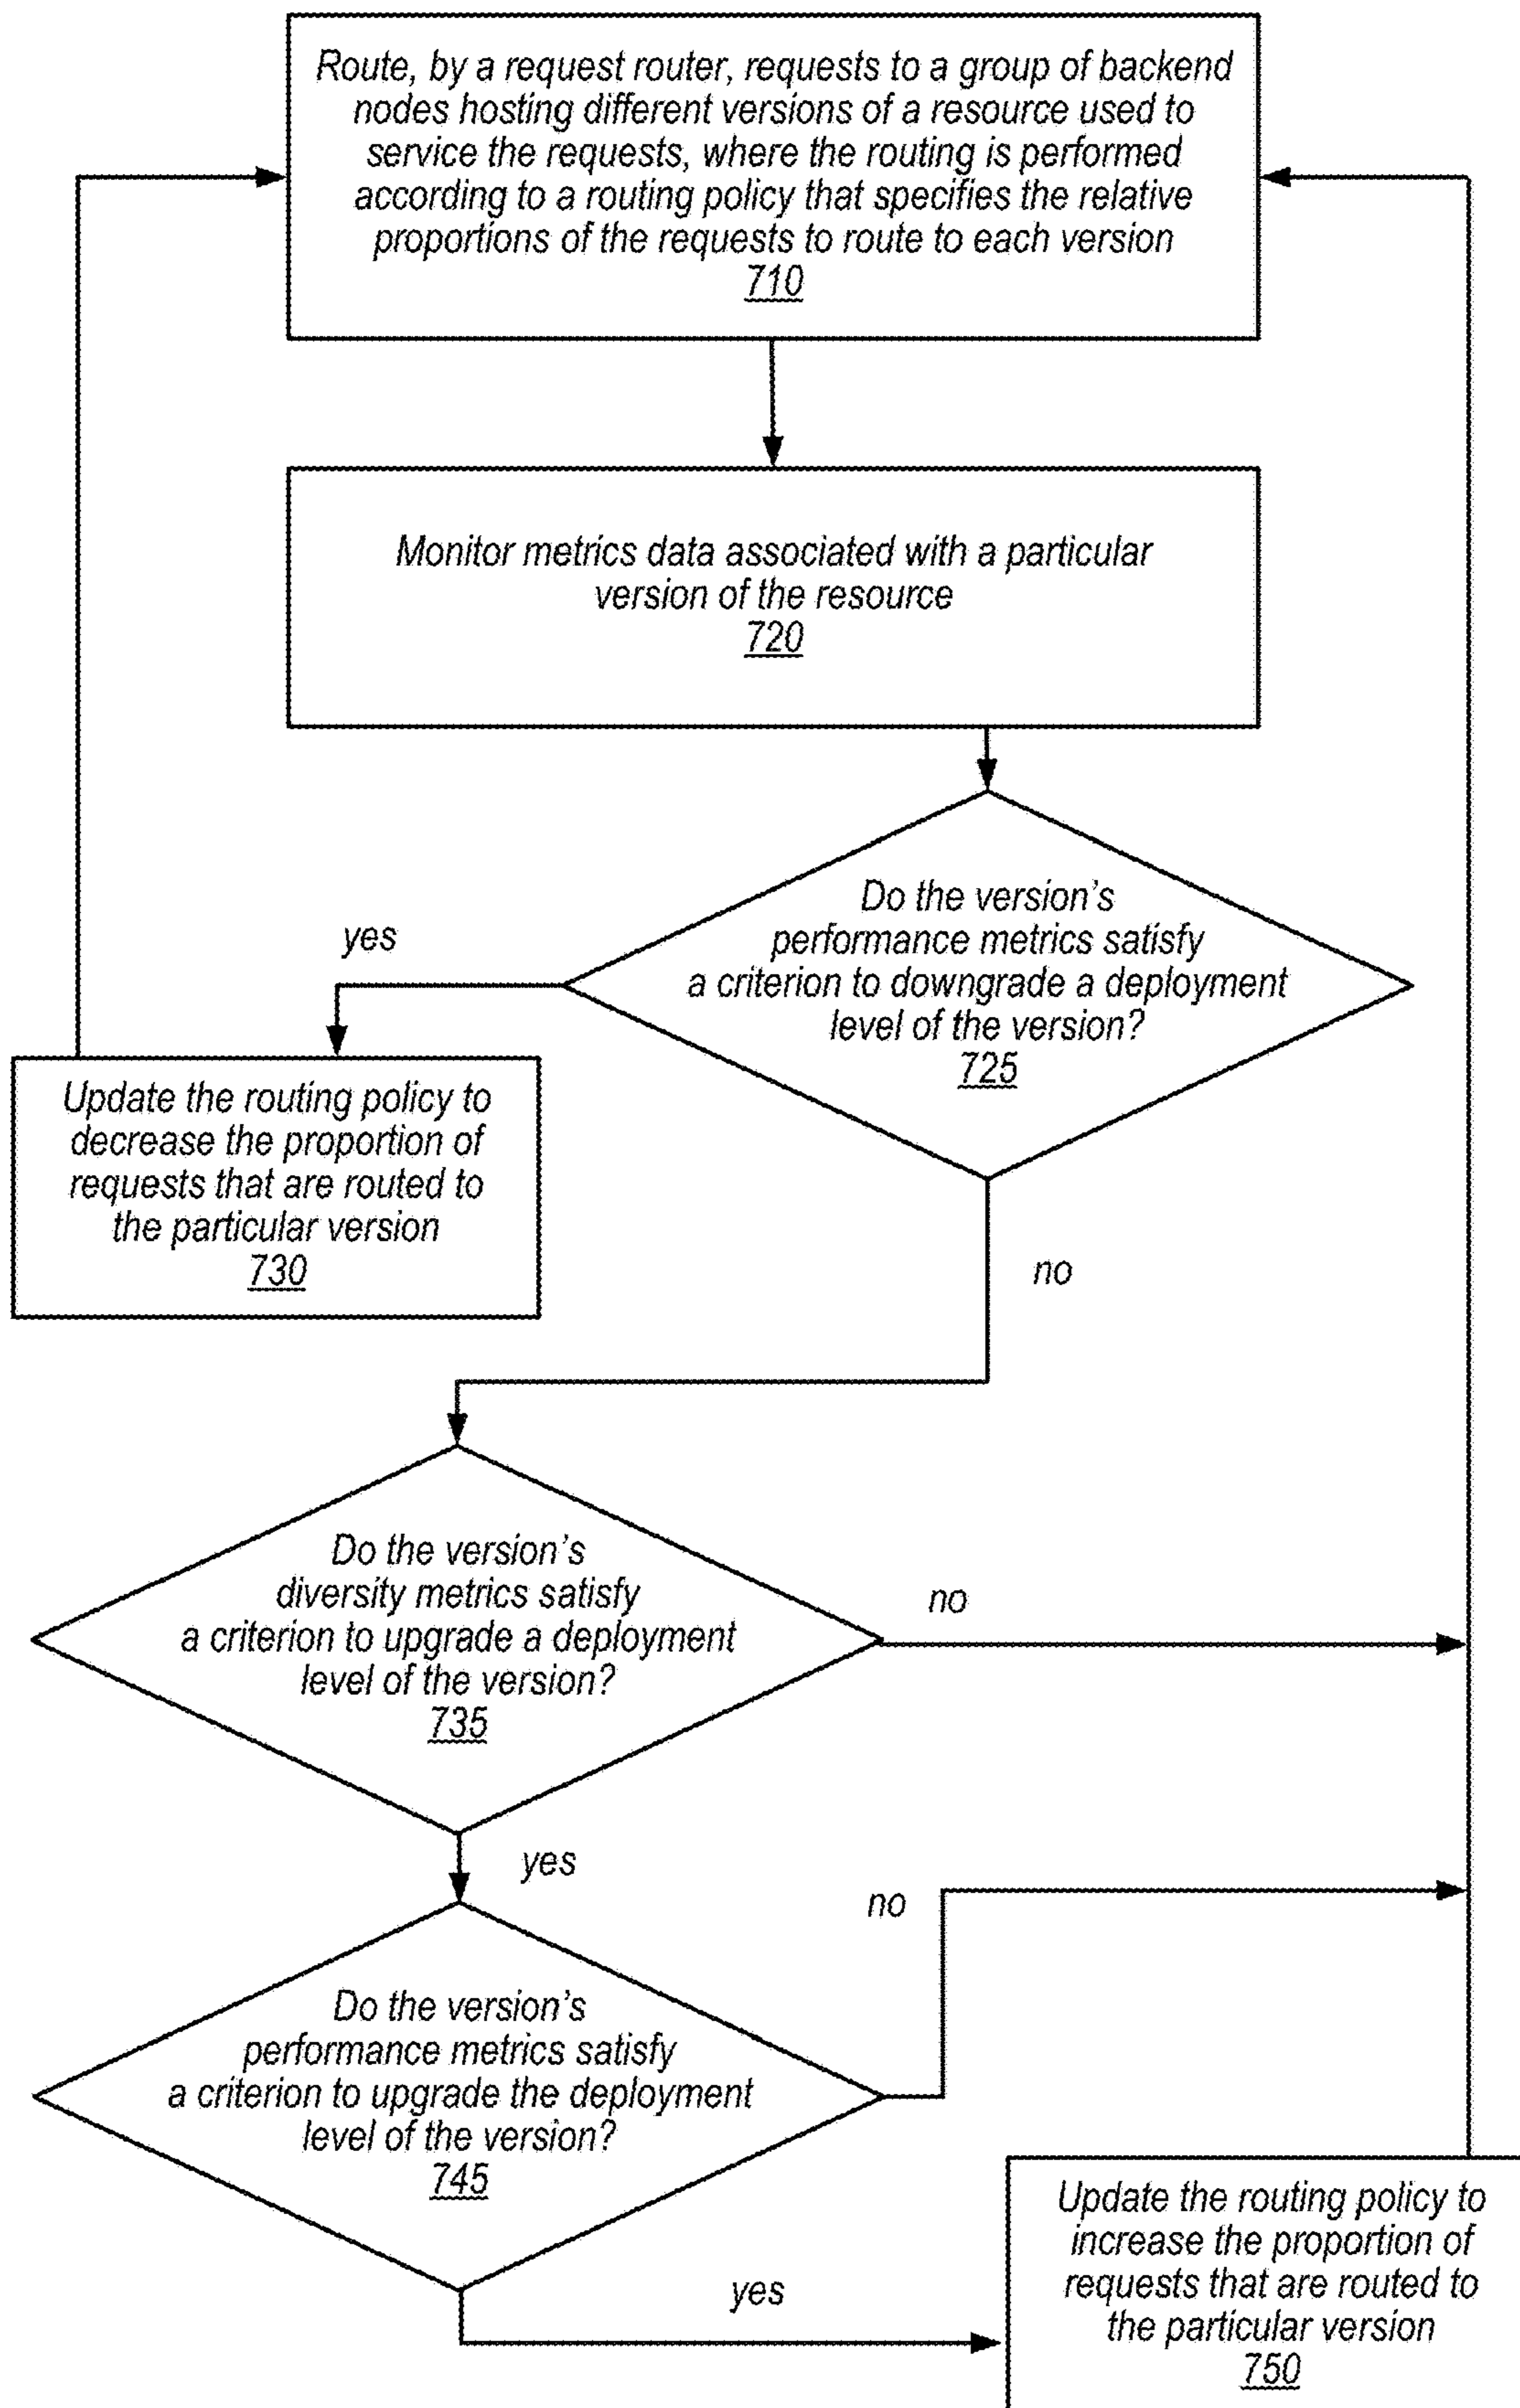 Route, by a request router, requests to a group of backend
nodes hosting different versions of a resource used to
service the requests, where the routing is performed
according to a routing policy that specifies the relative
proportions of the requests to route to each version
710
Monitor metrics data associated with a particular
version of the resource
720
Do the version's
performance metrics satisfy
a criterion to downgrade a deployment
level of the version?
725
yes
Update the routing policy to
decrease the proportion of
requests that are routed to
the particular version
730
no
Do the version's
diversity metrics satisfy
a criterion to upgrade a deployment
level of the version?
735
no
yes
no
Do the version's
performance metrics satisfy
a criterion to upgrade the deployment
level of the version?
745
yes
Update the routing policy to
increase the proportion of
requests that are routed to
the particular version
750